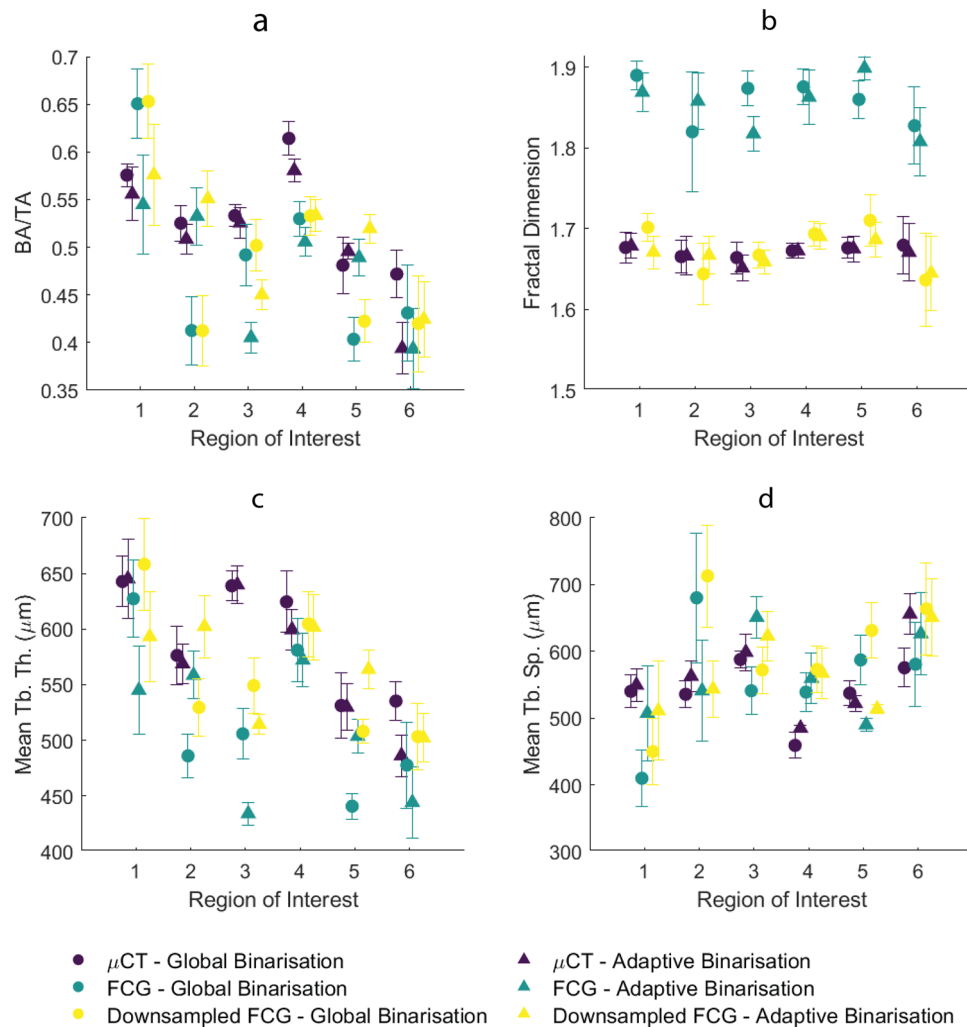 a
b
0.7
0.65
0.6
0.55
0.5
0.45
0.4
0.35
BA/TA
1 2 3 4 5 6
Region of Interest
1.9
1.8
1.7
1.6
1.5
Fractal Dimension
1 2 3 4 5 6
Region of Interest
c
d
700
650
600
550
500
450
400
Mean Tb. Th. (μm)
1 2 3 4 5 6
Region of Interest
800
700
600
500
400
300
Mean Tb. Sp. (μm)
1 2 3 4 5 6
Region of Interest
μCT - Global Binarisation
μCT - Adaptive Binarisation
FCG - Global Binarisation
FCG - Adaptive Binarisation
Downsampled FCG - Global Binarisation
Downsampled FCG - Adaptive Binarisation